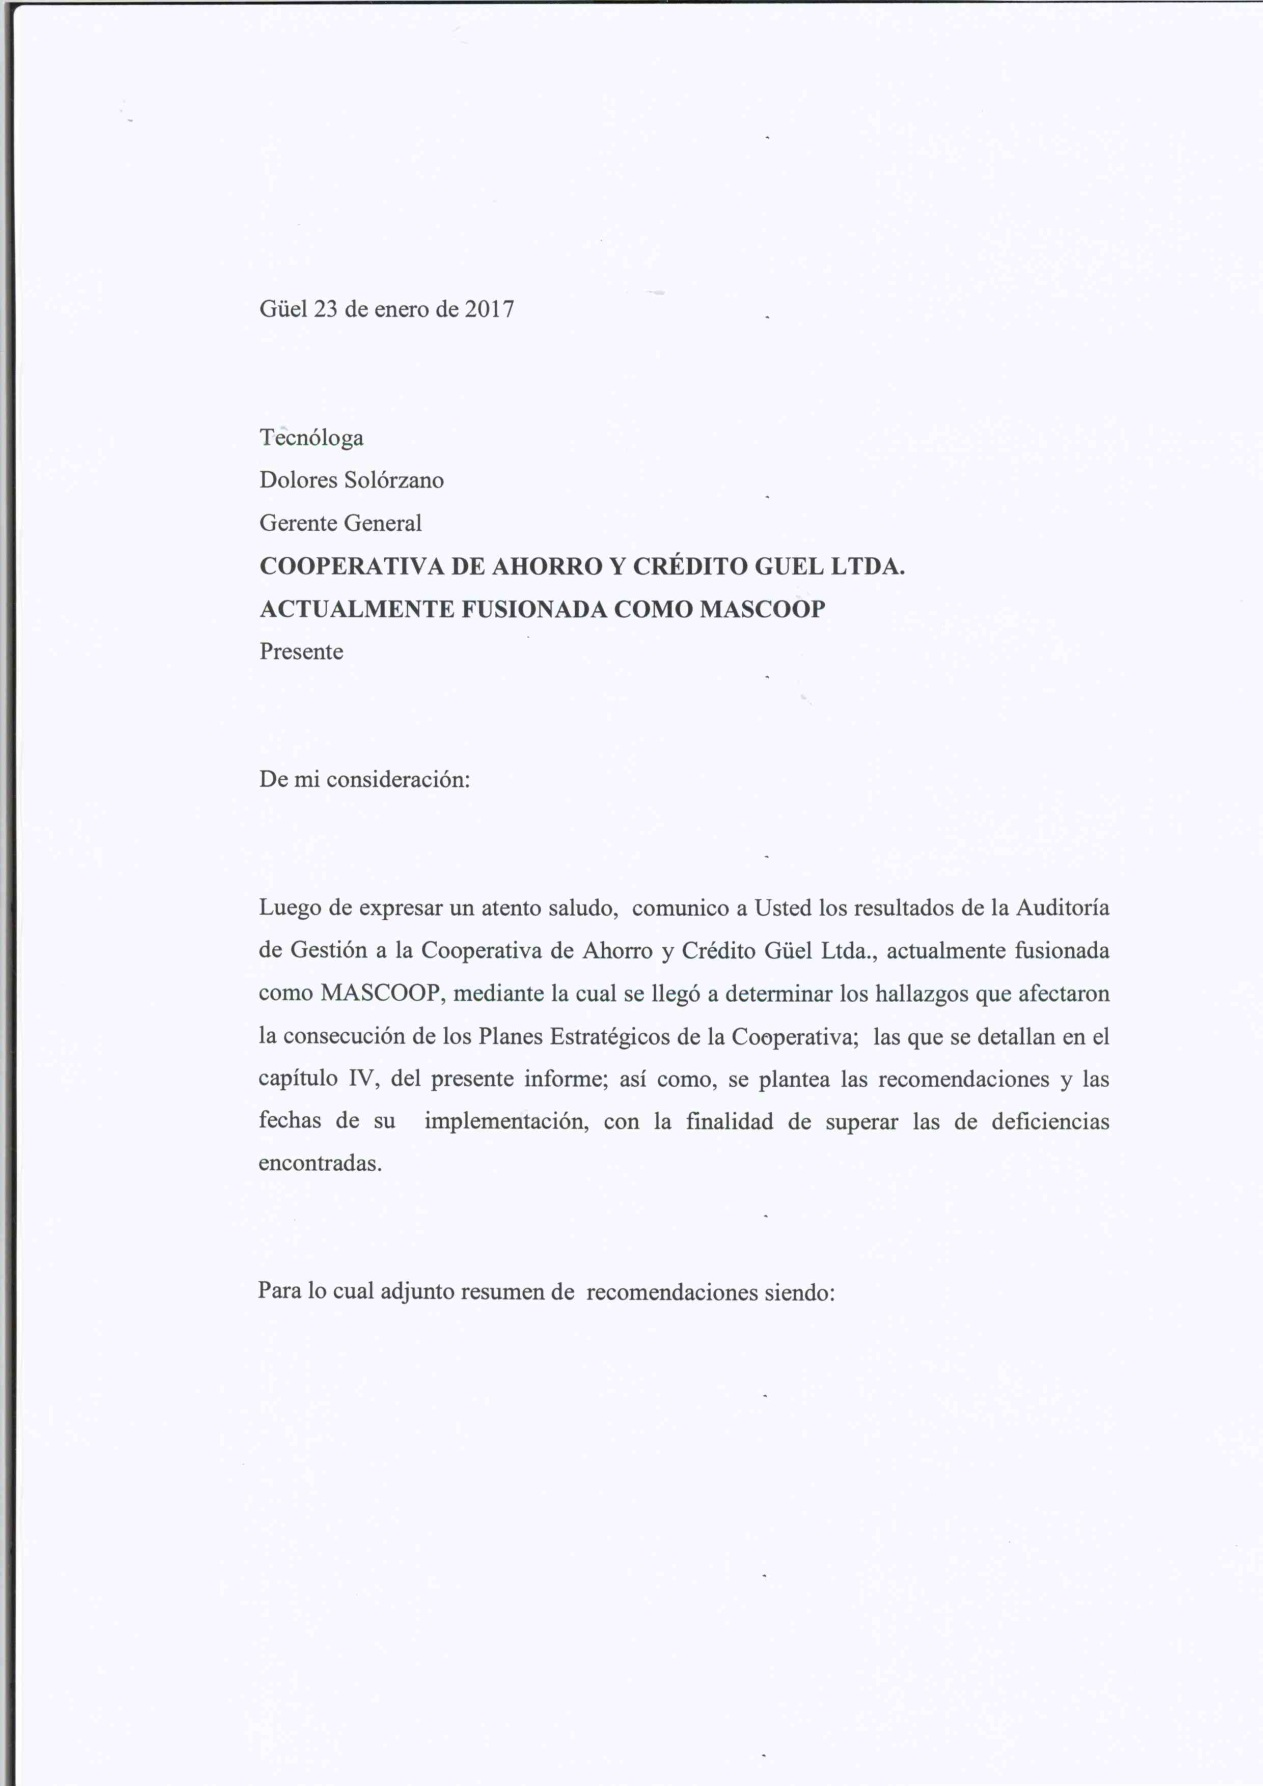 Güel 23 de enero de 2017
Tecnóloga
Dolores Solórzano
Gerente General
COOPERATIVA DE AHORRO Y CRÉDITO GUEL LTDA.
ACTUALMENTE FUSIONADA COMO MASCOOP
Presente
De mi consideración:
Luego de expresar un atento saludo, comunico a Usted los resultados de la Auditoría
de Gestión a la Cooperativa de Ahorro y Crédito Güel Ltda., actualmente fusionada
como MASCOOP, mediante la cual se llegó a determinar los hallazgos que afectaron
la consecución de los Planes Estratégicos de la Cooperativa; las que se detallan en el
capítulo IV, del presente informe; así como, se plantea las recomendaciones y las
fechas de su implementación, con la finalidad de superar las de deficiencias
encontradas.
Para lo cual adjunto resumen de recomendaciones siendo: